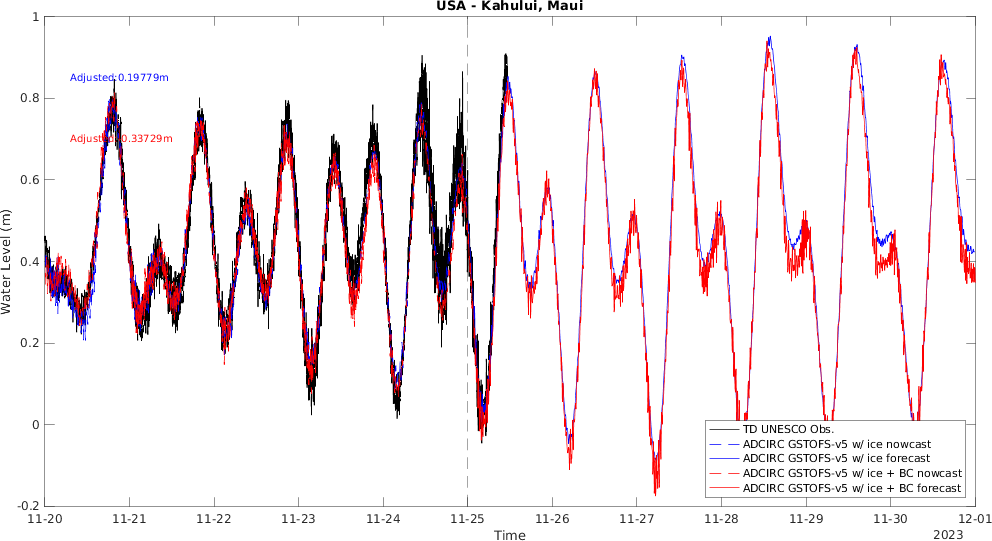 USA - Kahului, Maui
1
0.8
0.6
0.4
0.2
0
-0.2
Water Level (m)
Adjusted:0.19779m
Adjusted:0.33729m
TD UNESCO Obs.
ADCIRC GSTOFS-v5 w/ ice nowcast
ADCIRC GSTOFS-v5 w/ ice forecast
ADCIRC GSTOFS-v5 w/ ice + BC nowcast
ADCIRC GSTOFS-v5 w/ ice + BC forecast
11-20 11-21 11-22 11-23 11-24 11-25 11-26 11-27 11-28 11-29 11-30 12-01
Time
2023